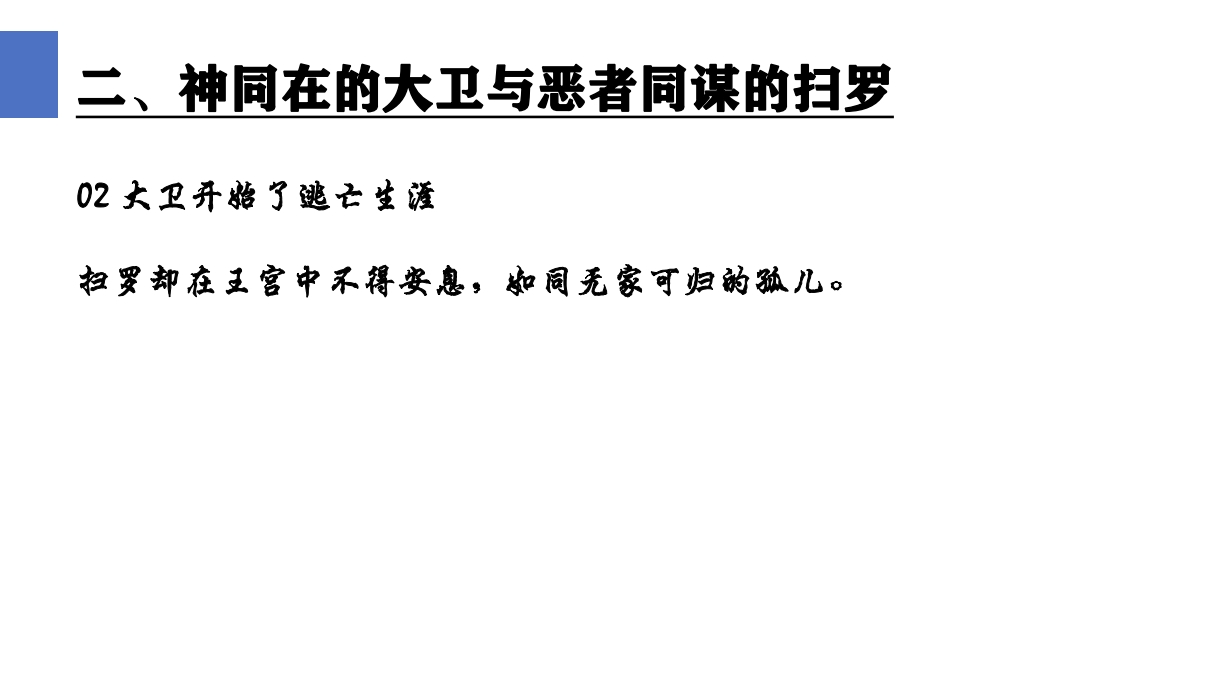 二、神同在的大卫与恶者同谋的扫罗
02 大卫开始了逃亡生涯
扫罗却在王宫中不得安息，如同无家可归的孤儿。